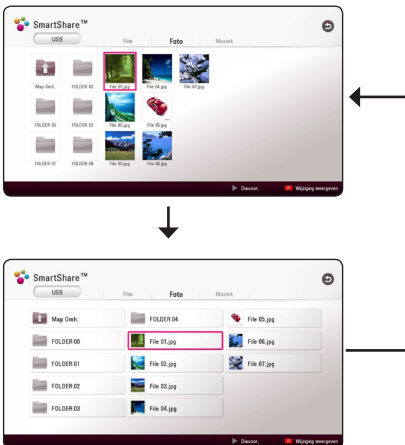 SmartShare™
USB
Film
Foto
Muziek
Map Omh.
FOLDER 02
File 01.jpg
File 04.jpg
File 07.jpg
FOLDER 00
FOLDER 03
File 02.jpg
File 05.jpg
FOLDER 01
FOLDER 04
File 03.jpg
File 06.jpg
Diavoor.
Wijziging weergeven
SmartShare™
USB
Film
Foto
Muziek
Map Omh.
FOLDER 04
File 05.jpg
FOLDER 00
File 01.jpg
File 06.jpg
FOLDER 01
File 02.jpg
File 07.jpg
FOLDER 02
File 03.jpg
FOLDER 03
File 04.jpg
Diavoor.
Wijziging weergeven